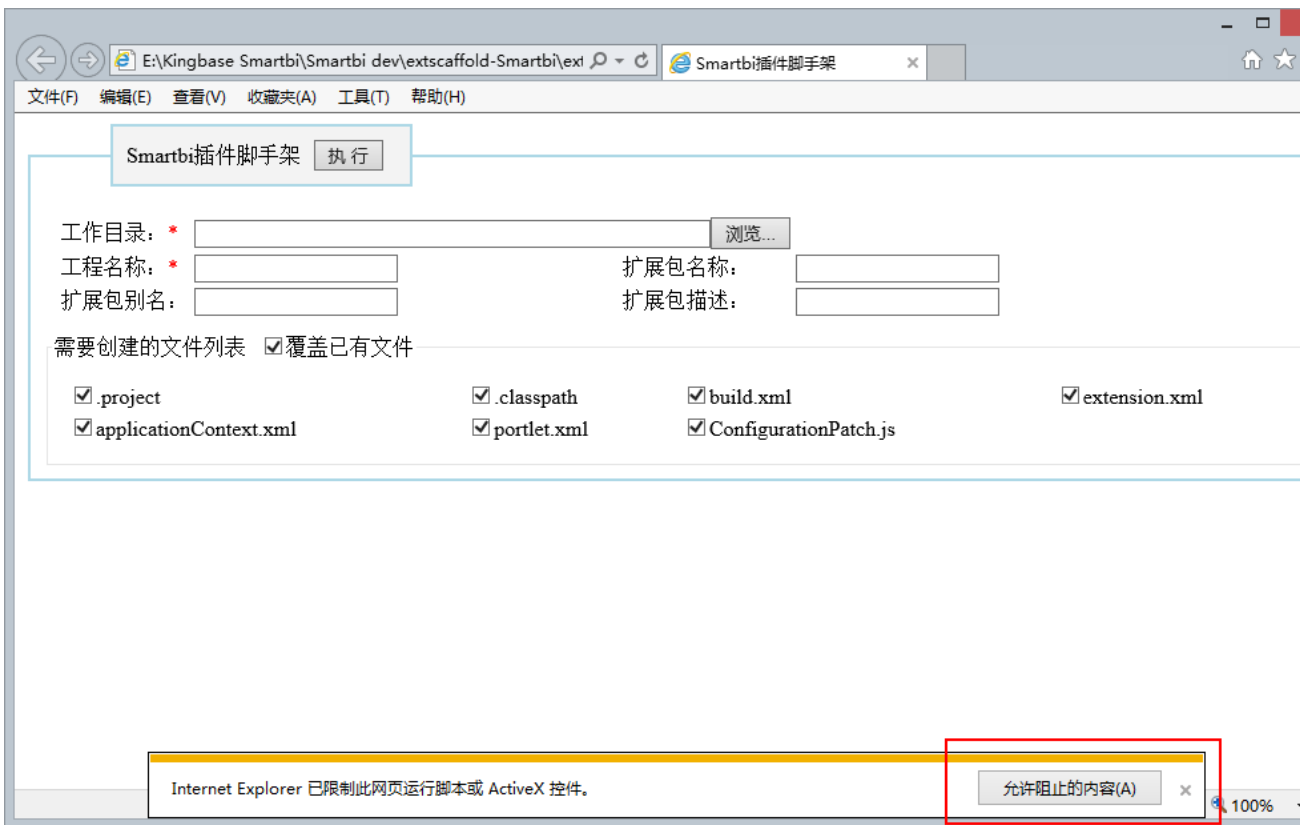 E:\Kingbase Smartbi\Smartbi dev\extscaffold-Smartbi\ext
Smartbi插件脚手架
文件(F) 编辑(E) 查看(V) 收藏夹(A) 工具(T) 帮助(H)
Smartbi插件脚手架 执行
工作目录：* 浏览...
工程名称：* 扩展包名称：
扩展包别名： 扩展包描述：
需要创建的文件列表 覆盖已有文件
.project .classpath build.xml extension.xml
applicationContext.xml portlet.xml ConfigurationPatch.js
Internet Explorer 已限制此网页运行脚本或 ActiveX 控件。 允许阻止的内容(A)
100%